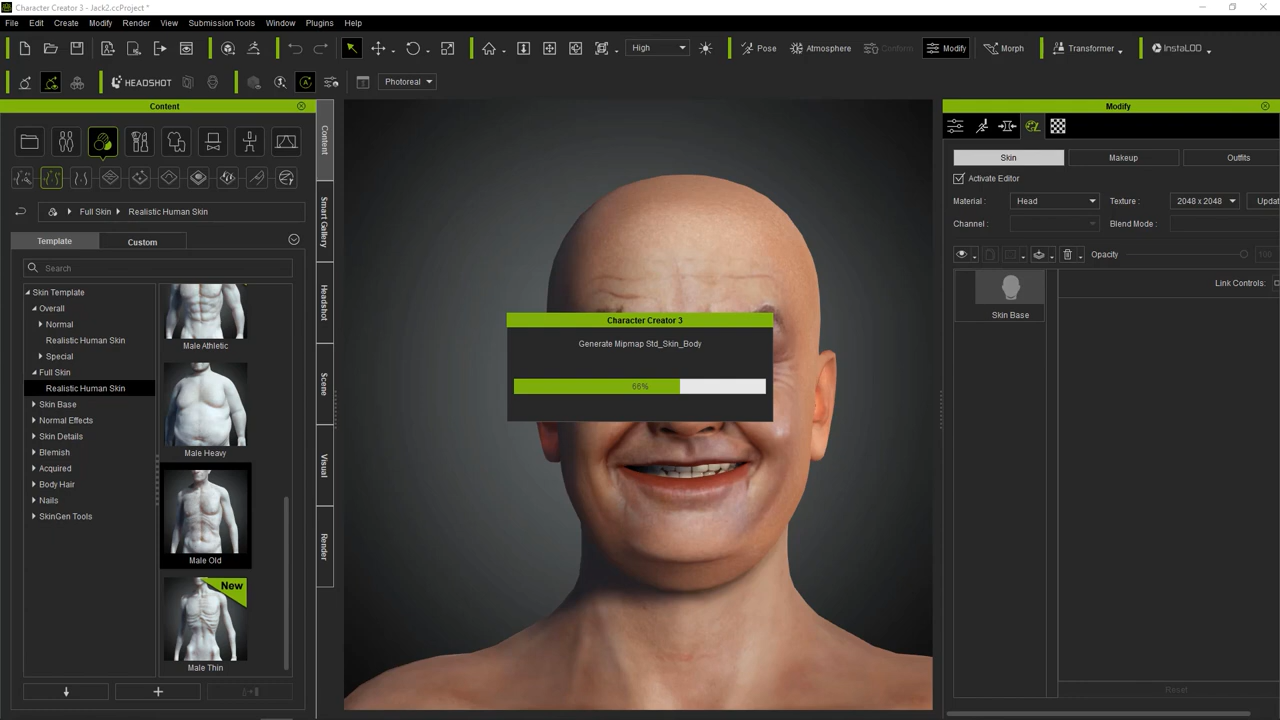 Character Creator 3 - Jack2.ccProject *
File Edit Create Modify Render View Submission Tools Window Plugins Help
High Pose Atmosphere Conform Modify Morph Transformer InstaLOD
HEADSHOT Photoreal
Content
Full Skin Realistic Human Skin
Template Custom
Search
Skin Template
Overall
Normal
Realistic Human Skin
Special
Full Skin
Realistic Human Skin
Skin Base
Normal Effects
Skin Details
Blemish
Acquired
Body Hair
Nails
SkinGen Tools
Male Athletic
Male Heavy
Male Old
New
Male Thin
Content
Smart Gallery
Headshot
Scene
Visual
Render
Character Creator 3
Generate Mipmap Std_Skin_Body
66%
Modify
Skin Makeup Outfits
Activate Editor
Material : Head Texture : 2048 x 2048 Updat
Channel : Blend Mode :
Opacity 100
Link Controls:
Skin Base
Reset